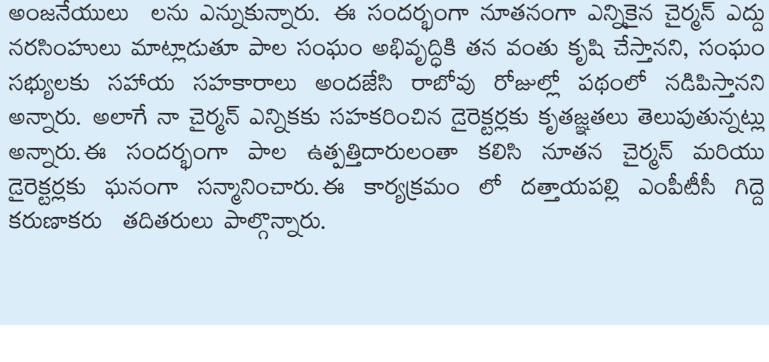 అంజనేయులు లను ఎన్నుకున్నారు. ఈ సందర్భంగా నూతనంగా ఎన్నికైన చైర్మన్ ఎద్దు
నరసింహులు మాట్లాడుతూ పాల సంఘం అభివృద్ధికి తన వంతు కృషి చేస్తానని, సంఘం
సభ్యులకు సహాయ సహకారాలు అందజేసి రాబోవు రోజుల్లో పథంలో నడిపిస్తానని
అన్నారు. అలాగే నా చైర్మన్ ఎన్నికకు సహకరించిన డైరెక్టర్లకు కృతజ్ఞతలు తెలుపుతున్నట్లు
అన్నారు.ఈ సందర్భంగా పాల ఉత్పత్తిదారులంతా కలిసి నూతన చైర్మన్ మరియు
డైరెక్టర్లకు ఘనంగా సన్మానించారు.ఈ కార్యక్రమం లో దత్తాయపల్లి ఎంపీటీసీ గిద్దె
కరుణాకరు తదితరులు పాల్గొన్నారు.